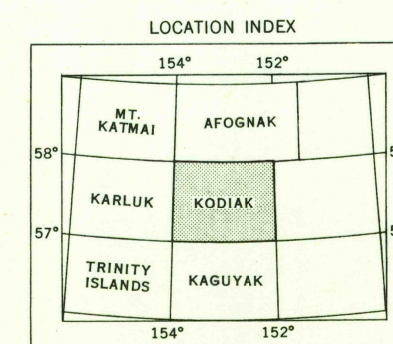 LOCATION INDEX
154° 152°
MT.
KATMAI
AFOGNAK
58°
KARLUK
KODIAK
57°
TRINITY
ISLANDS
KAGUYAK
154° 152°